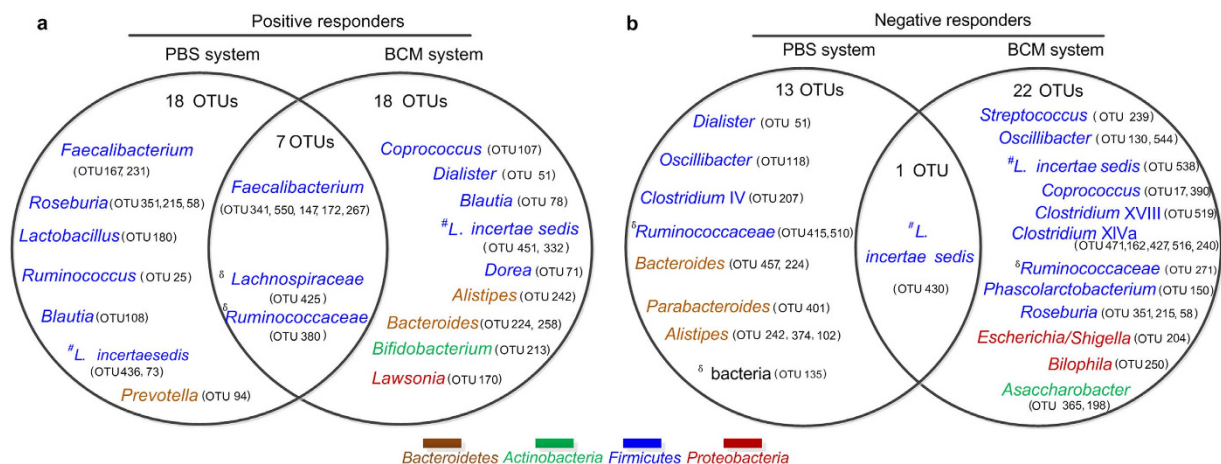 a
Positive responders
PBS system
BCM system
18 OTUs
Faecalibacterium
(OTU167, 231)
Roseburia (OTU 351,215, 58)
Lactobacillus (OTU 180)
Ruminococcus (OTU 25)
Blautia (OTU108)
#L. incertaesedis
(OTU436, 73)
Prevotella (OTU 94)
7 OTUs
Faecalibacterium
(OTU341, 550, 147, 172, 267)
δ Lachnospiraceae
(OTU 425)
δ Ruminococcaceae
(OTU 380)
18 OTUs
Coprococcus (OTU107)
Dialister (OTU 51)
Blautia (OTU 78)
#L. incertae sedis
(OTU 451, 332)
Dorea (OTU 71)
Alistipes (OTU 242)
Bacteroides (OTU 224, 258)
Bifidobacterium (OTU 213)
Lawsonia (OTU 170)
b
Negative responders
PBS system
BCM system
13 OTUs
Dialister (OTU 51)
Oscillibacter (OTU118)
Clostridium IV (OTU 207)
δRuminococcaceae (OTU415,510)
Bacteroides (OTU 457, 224)
Parabacteroides (OTU 401)
Alistipes (OTU 242, 374, 102)
δ bacteria (OTU 135)
1 OTU
#L.
incertae sedis
(OTU 430)
22 OTUs
Streptococcus (OTU 239)
Oscillibacter (OTU 130, 544)
#L. incertae sedis (OTU 538)
Coprococcus (OTU 17, 390)
Clostridium XVIII (OTU 519)
Clostridium XIVa
(OTU 471,162, 427, 516, 240)
δRuminococcaceae (OTU 271)
Phascolarctobacterium (OTU 150)
Roseburia (OTU 351, 215, 58)
Escherichia/Shigella (OTU 204)
Bilophila (OTU 250)
Asaccharobacter
(OTU 365, 198)
Bacteroidetes Actinobacteria Firmicutes Proteobacteria